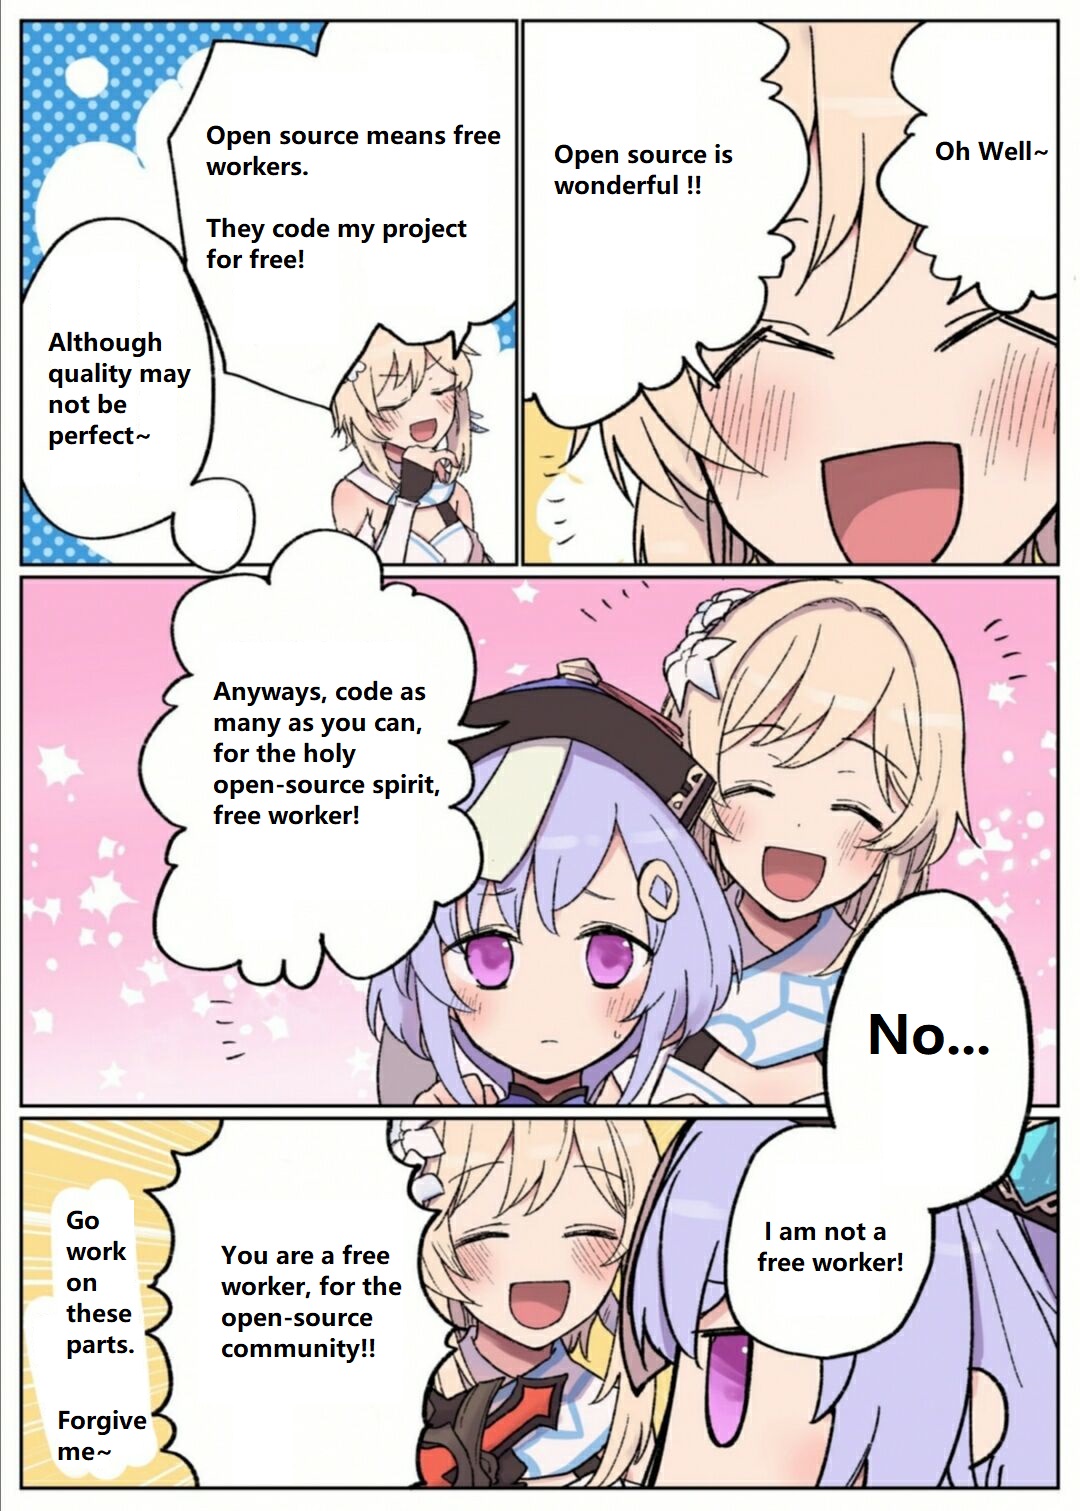 Oh Well~
Open source is
wonderful !!
Open source means free
workers.
They code my project
for free!
Although
quality may
not be
perfect~
Anyways, code as
many as you can,
for the holy
open-source spirit,
free worker!
No...
I am not a
free worker!
You are a free
worker, for the
open-source
community!!
Go
work
on
these
parts.
Forgive
me~